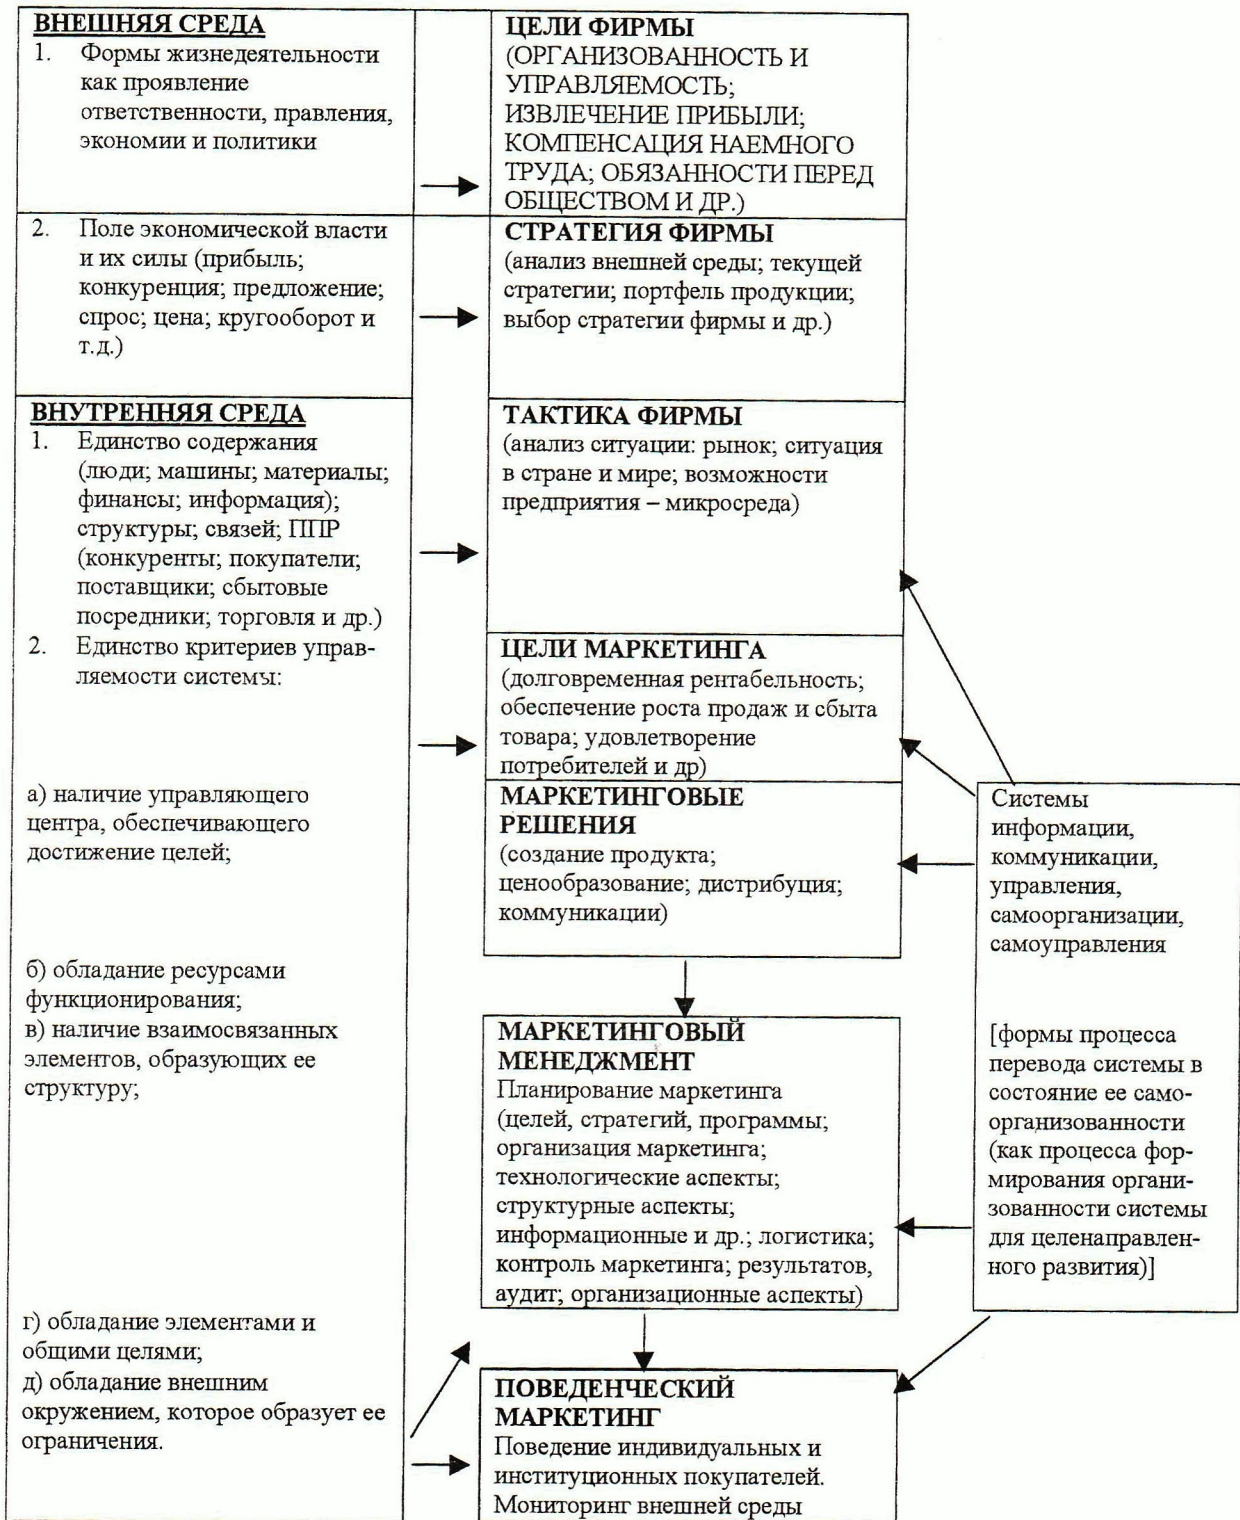 ВНЕШНЯЯ СРЕДА
1. Формы жизнедеятельности
как проявление
ответственности, правления,
экономии и политики
2. Поле экономической власти
и их силы (прибыль;
конкуренция; предложение;
спрос; цена; кругооборот и
т.д.)
ВНУТРЕННЯЯ СРЕДА
1. Единство содержания
(люди; машины; материалы;
финансы; информация);
структуры; связей; ППР
(конкуренты; покупатели;
поставщики; сбытовые
посредники; торговля и др.)
2. Единство критериев управ-
ляемости системы:
а) наличие управляющего
центра, обеспечивающего
достижение целей;
б) обладание ресурсами
функционирования;
в) наличие взаимосвязанных
элементов, образующих ее
структуру;
г) обладание элементами и
общими целями;
д) обладание внешним
окружением, которое образует ее
ограничения.
ЦЕЛИ ФИРМЫ
(ОРГАНИЗОВАННОСТЬ И
УПРАВЛЯЕМОСТЬ;
ИЗВЛЕЧЕНИЕ ПРИБЫЛИ;
КОМПЕНСАЦИЯ НАЕМНОГО
ТРУДА; ОБЯЗАННОСТИ ПЕРЕД
ОБЩЕСТВОМ И ДР.)
СТРАТЕГИЯ ФИРМЫ
(анализ внешней среды; текущей
стратегии; портфель продукции;
выбор стратегии фирмы и др.)
ТАКТИКА ФИРМЫ
(анализ ситуации: рынок; ситуация
в стране и мире; возможности
предприятия – микросреда)
ЦЕЛИ МАРКЕТИНГА
(долговременная рентабельность;
обеспечение роста продаж и сбыта
товара; удовлетворение
потребителей и др)
МАРКЕТИНГОВЫЕ
РЕШЕНИЯ
(создание продукта;
ценообразование; дистрибуция;
коммуникации)
МАРКЕТИНГОВЫЙ
МЕНЕДЖМЕНТ
Планирование маркетинга
(целей, стратегий, программы;
организация маркетинга;
технологические аспекты;
структурные аспекты;
информационные и др.; логистика;
контроль маркетинга; результатов,
аудит; организационные аспекты)
ПОВЕДЕНЧЕСКИЙ
МАРКЕТИНГ
Поведение индивидуальных и
институционных покупателей.
Мониторинг внешней среды
Системы
информации,
коммуникации,
управления,
самоорганизации,
самоуправления
[формы процесса
перевода системы в
состояние ее само-
организованности
(как процесса фор-
мирования органи-
зованности системы
для целенаправлен-
ного развития)]